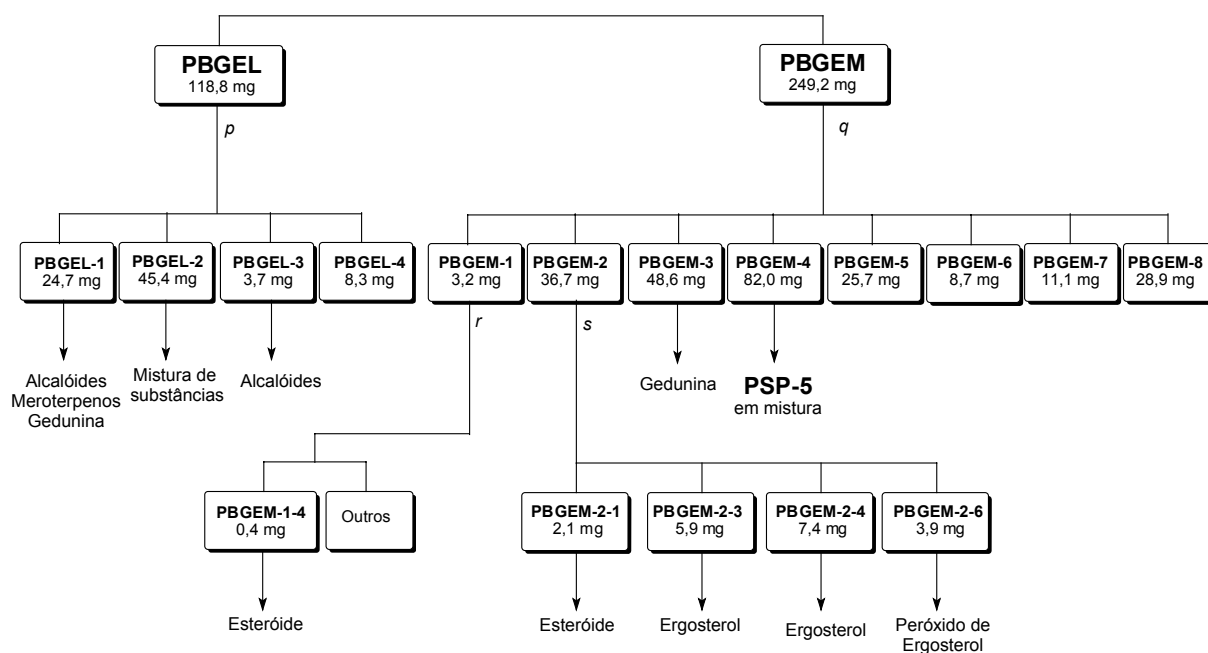 PBGEL
118,8 mg
PBGEM
249,2 mg
p
q
PBGEL-1
24,7 mg
PBGEL-2
45,4 mg
PBGEL-3
3,7 mg
PBGEL-4
8,3 mg
PBGEM-1
3,2 mg
PBGEM-2
36,7 mg
PBGEM-3
48,6 mg
PBGEM-4
82,0 mg
PBGEM-5
25,7 mg
PBGEM-6
8,7 mg
PBGEM-7
11,1 mg
PBGEM-8
28,9 mg
r
s
Alcalóides
Meroterpenos
Gedunina
Mistura de
substâncias
Alcalóides
Gedunina
PSP-5
em mistura
PBGEM-1-4
0,4 mg
Outros
PBGEM-2-1
2,1 mg
PBGEM-2-3
5,9 mg
PBGEM-2-4
7,4 mg
PBGEM-2-6
3,9 mg
Esteróide
Esteróide
Ergosterol
Ergosterol
Peróxido de
Ergosterol